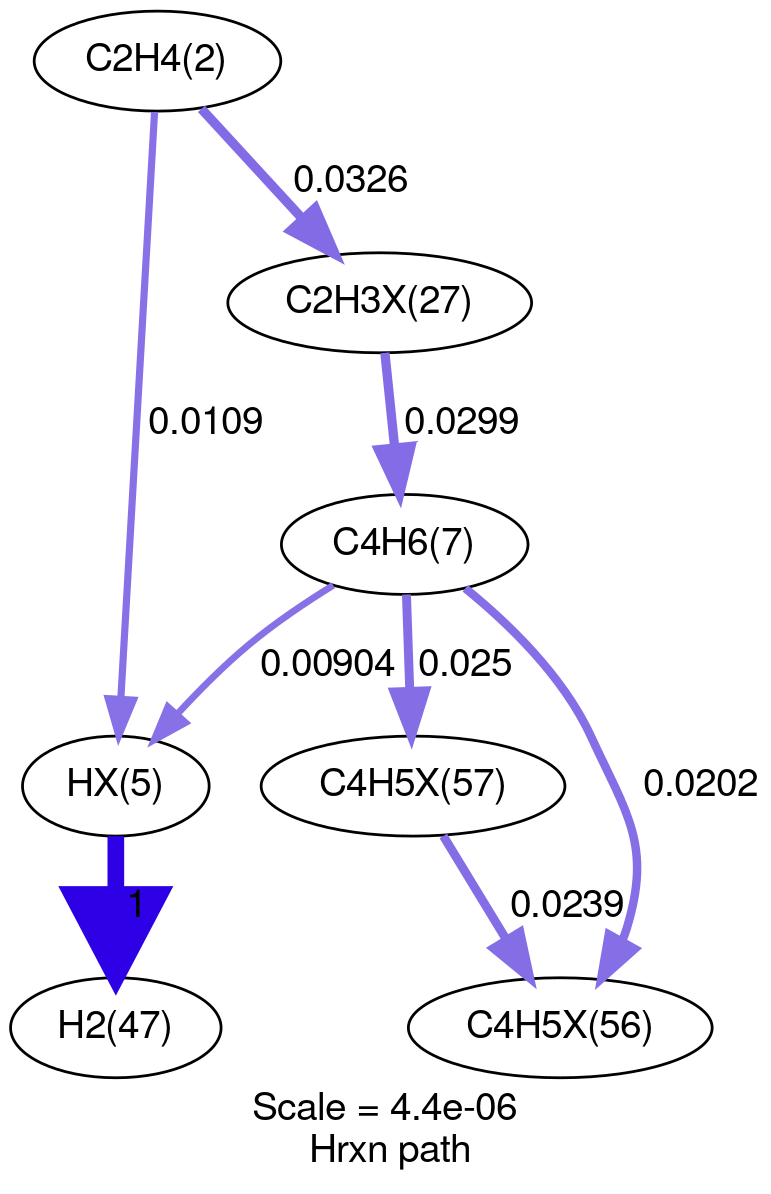 C2H4(2)
0.0326
C2H3X(27)
0.0109
0.0299
C4H6(7)
0.00904
0.025
0.0202
HX(5)
C4H5X(57)
1
0.0239
H2(47)
C4H5X(56)
Scale = 4.4e-06
Hrxn path